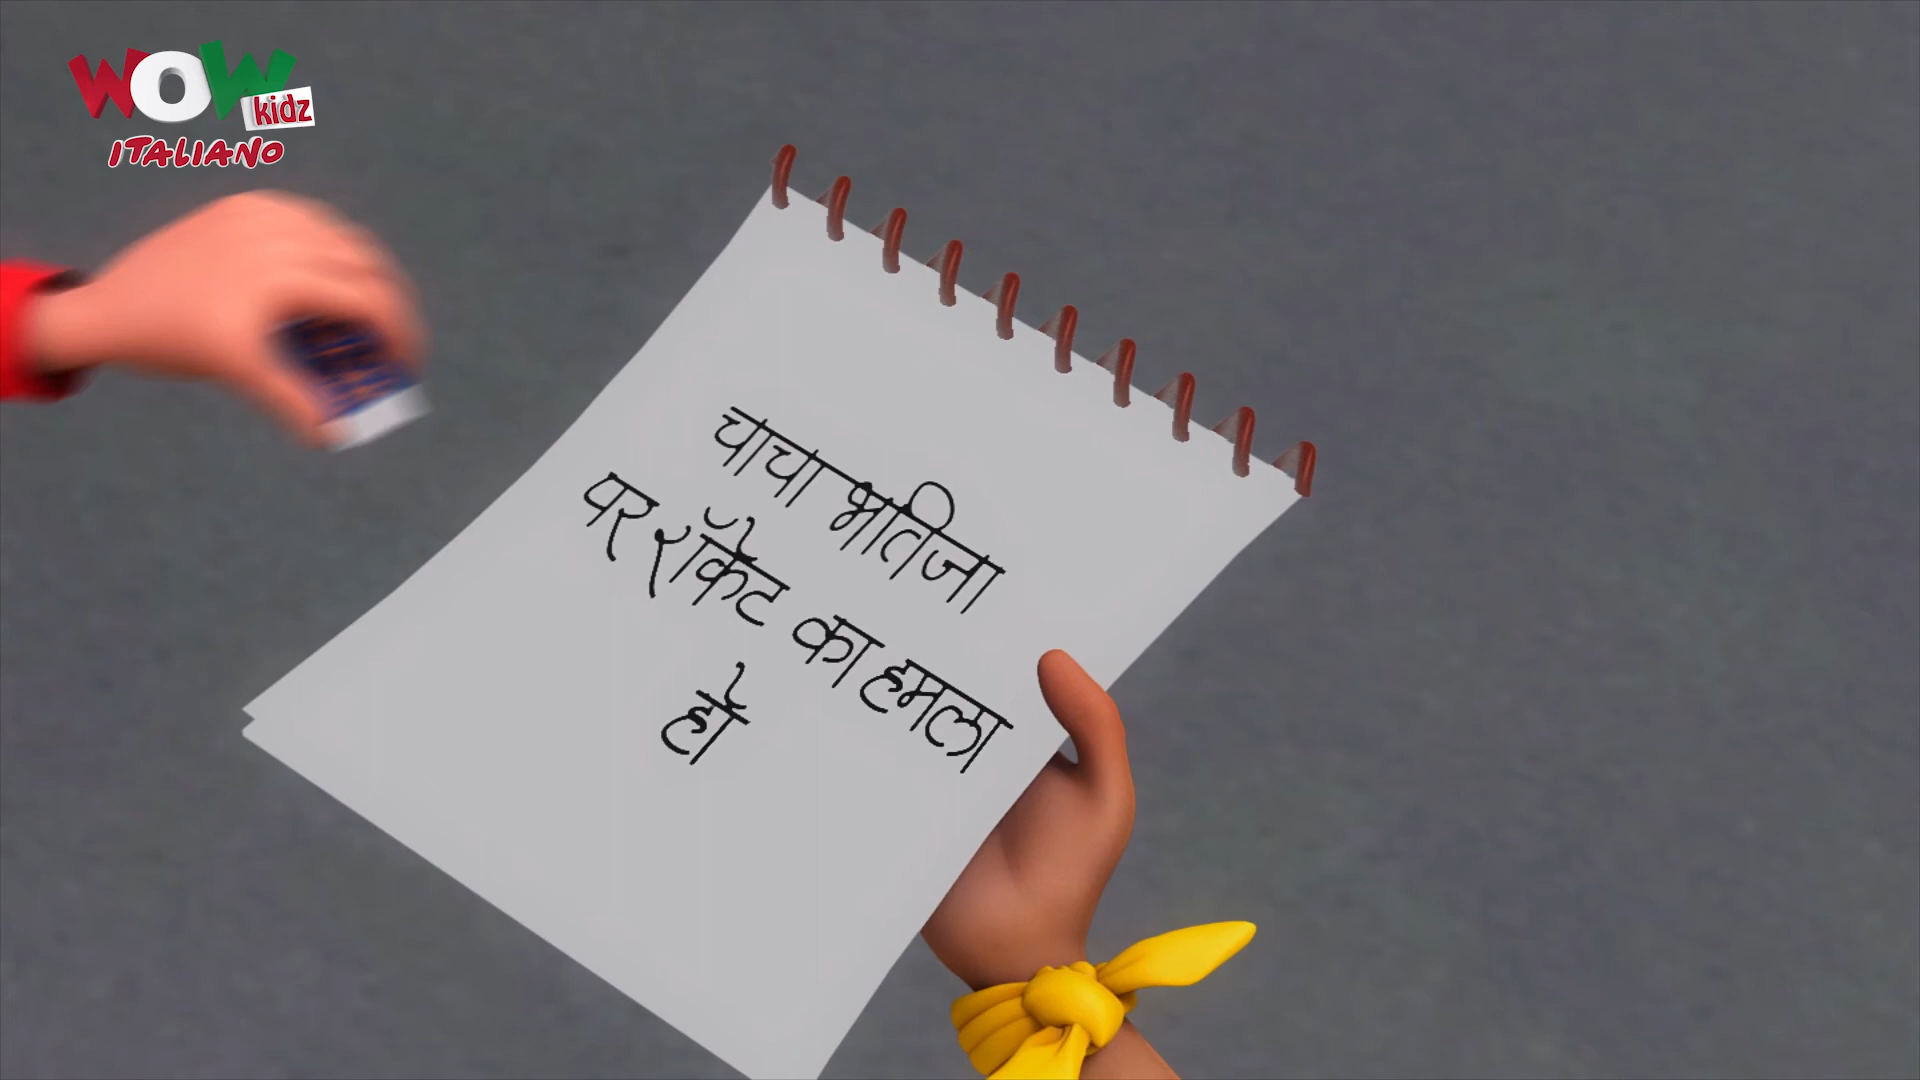 WOW
kidz
ITALIANO
चाचा भतिजा
पर रॉकेट का हमला
हो